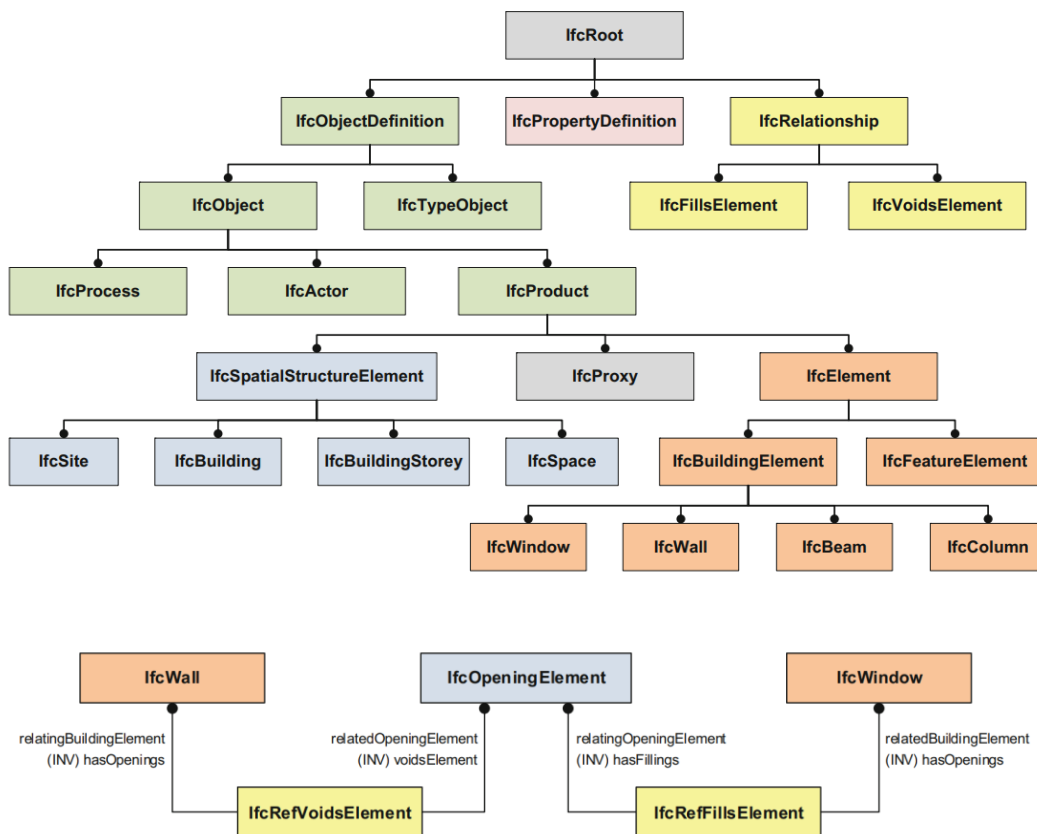 IfcRoot
IfcObjectDefinition
IfcPropertyDefinition
IfcRelationship
IfcObject
IfcTypeObject
IfcFillsElement
IfcVoidsElement
IfcProcess
IfcActor
IfcProduct
IfcSpatialStructureElement
IfcProxy
IfcElement
IfcSite
IfcBuilding
IfcBuildingStorey
IfcSpace
IfcBuildingElement
IfcFeatureElement
IfcWindow
IfcWall
IfcBeam
IfcColumn
IfcWall
IfcOpeningElement
IfcWindow
relatingBuildingElement
(INV) hasOpenings
relatedOpeningElement
(INV) voidsElement
relatingOpeningElement
(INV) hasFillings
relatedBuildingElement
(INV) hasOpenings
IfcRefVoidsElement
IfcRefFillsElement